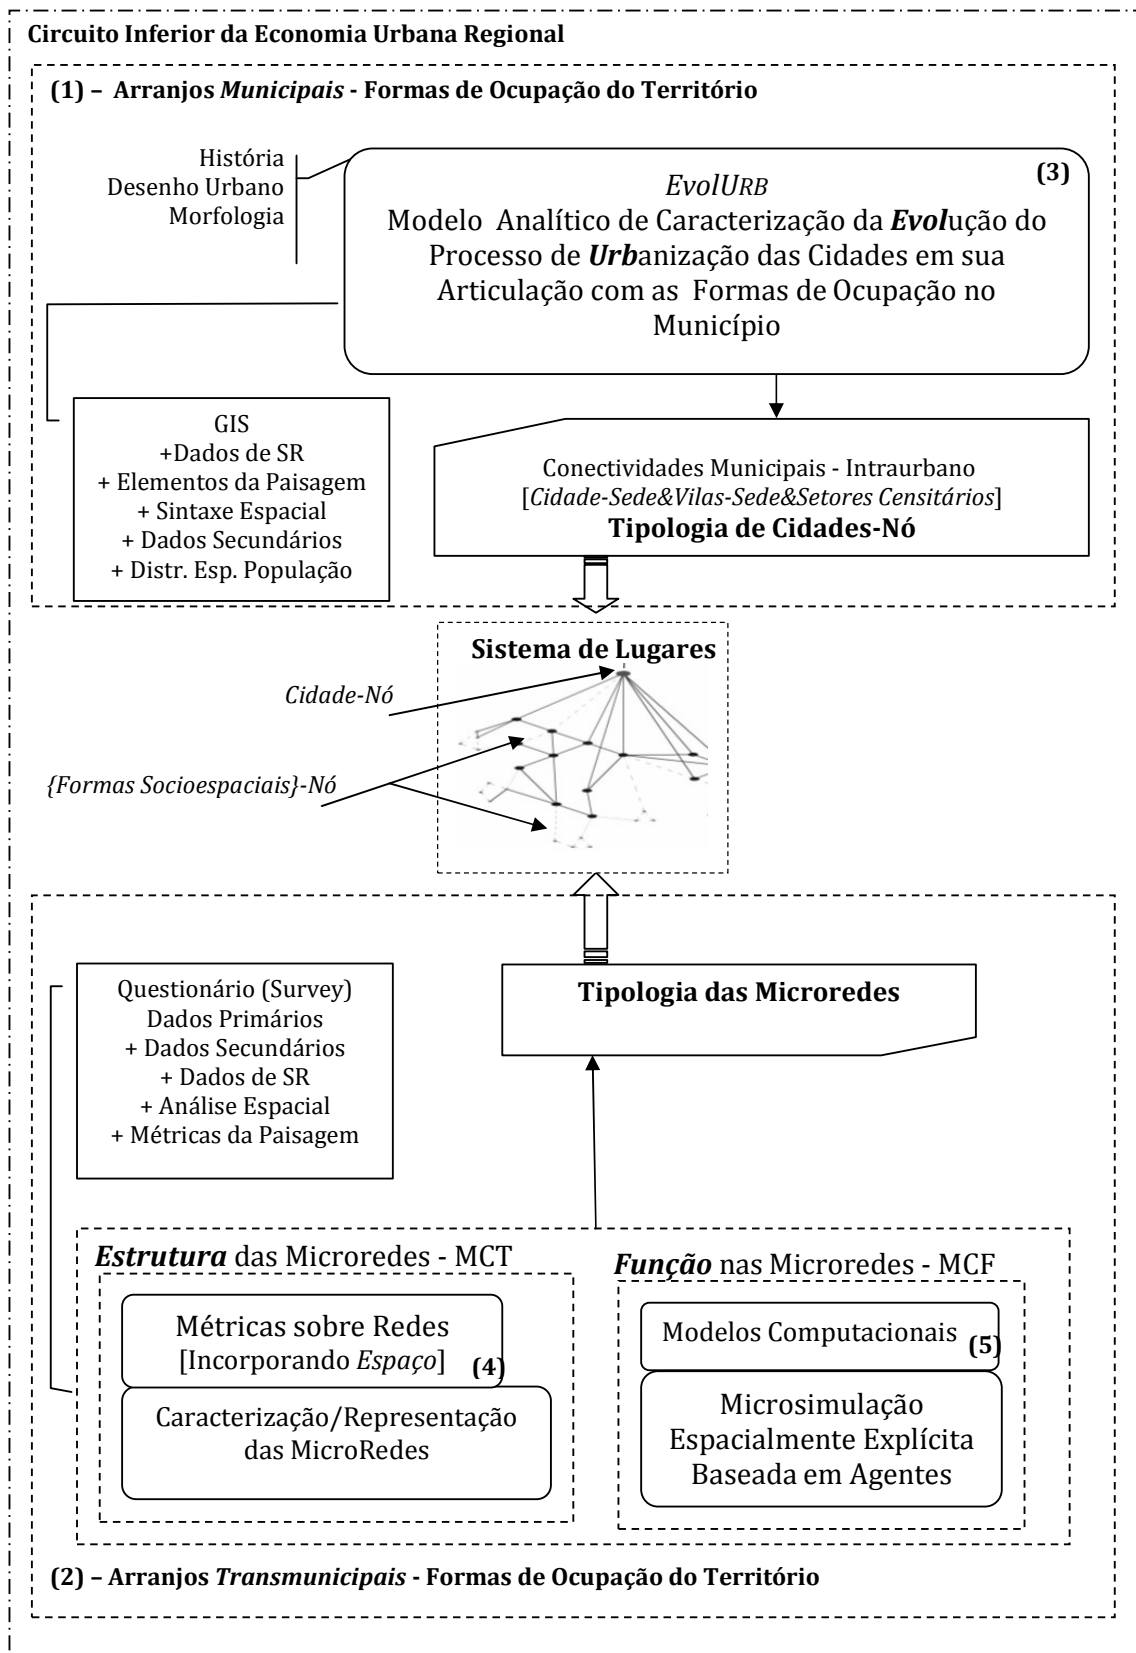 Circuito Inferior da Economia Urbana Regional
(1) – Arranjos Municipais - Formas de Ocupação do Território
História
Desenho Urbano
Morfologia
(3)
EvolURB
Modelo Analítico de Caracterização da Evolução do
Processo de Urbanização das Cidades em sua
Articulação com as Formas de Ocupação no
Município
GIS
+Dados de SR
+ Elementos da Paisagem
+ Sintaxe Espacial
+ Dados Secundários
+ Distr. Esp. População
Conectividades Municipais - Intraurbano
[Cidade-Sede&Vilas-Sede&Setores Censitários]
Tipologia de Cidades-Nó
Sistema de Lugares
Cidade-Nó
{Formas Socioespaciais}-Nó
Questionário (Survey)
Dados Primários
+ Dados Secundários
+ Dados de SR
+ Análise Espacial
+ Métricas da Paisagem
Tipologia das Microredes
Estrutura das Microredes - MCT
Métricas sobre Redes
[Incorporando Espaço]
(4)
Caracterização/Representação
das MicroRedes
Função nas Microredes - MCF
Modelos Computacionais
(5)
Microsimulação
Espacialmente Explícita
Baseada em Agentes
(2) – Arranjos Transmunicipais - Formas de Ocupação do Território